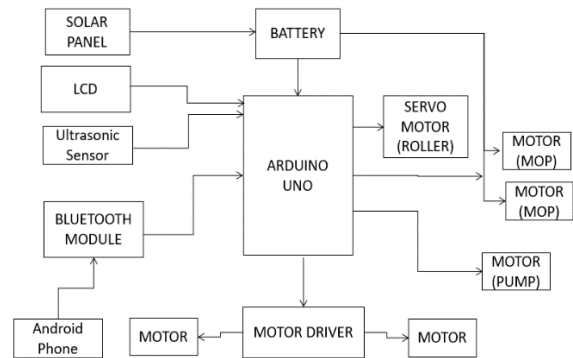 SOLAR
PANEL
BATTERY
LCD
Ultrasonic
Sensor
ARDUINO
UNO
SERVO
MOTOR
(ROLLER)
MOTOR
(MOP)
MOTOR
(MOP)
BLUETOOTH
MODULE
MOTOR
(PUMP)
Android
Phone
MOTOR
MOTOR DRIVER
MOTOR